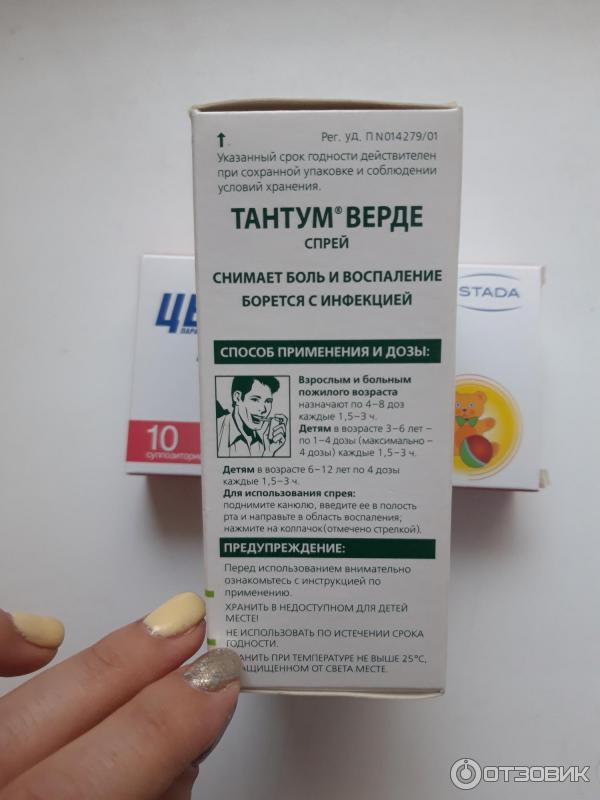 Рег. уд. П N014279/01
Указанный срок годности действителен
при сохранной упаковке и соблюдении
условий хранения.
ТАНТУМ® ВЕРДЕ
СПРЕЙ
СНИМАЕТ БОЛЬ И ВОСПАЛЕНИЕ
БОРЕТСЯ С ИНФЕКЦИЕЙ
СПОСОБ ПРИМЕНЕНИЯ И ДОЗЫ:
Взрослым и больным
пожилого возраста
назначают по 4–8 доз
каждые 1,5–3 ч.
Детям в возрасте 3–6 лет –
по 1–4 дозы (максимально –
4 дозы) каждые 1,5–3 ч.
Детям в возрасте 6–12 лет по 4 дозы
каждые 1,5–3 ч.
Для использования спрея:
поднимите канюлю, введите ее в полость
рта и направьте в область воспаления;
нажмите на колпачок(отмечено стрелкой).
ПРЕДУПРЕЖДЕНИЕ:
Перед использованием внимательно
ознакомьтесь с инструкцией по
применению.
ХРАНИТЬ В НЕДОСТУПНОМ ДЛЯ ДЕТЕЙ
МЕСТЕ!
НЕ ИСПОЛЬЗОВАТЬ ПО ИСТЕЧЕНИИ СРОКА
ГОДНОСТИ.
ПРИ ТЕМПЕРАТУРЕ НЕ ВЫШЕ 25°С,
ОТ СВЕТА МЕСТЕ.
10
STADA
ОТЗОВИК